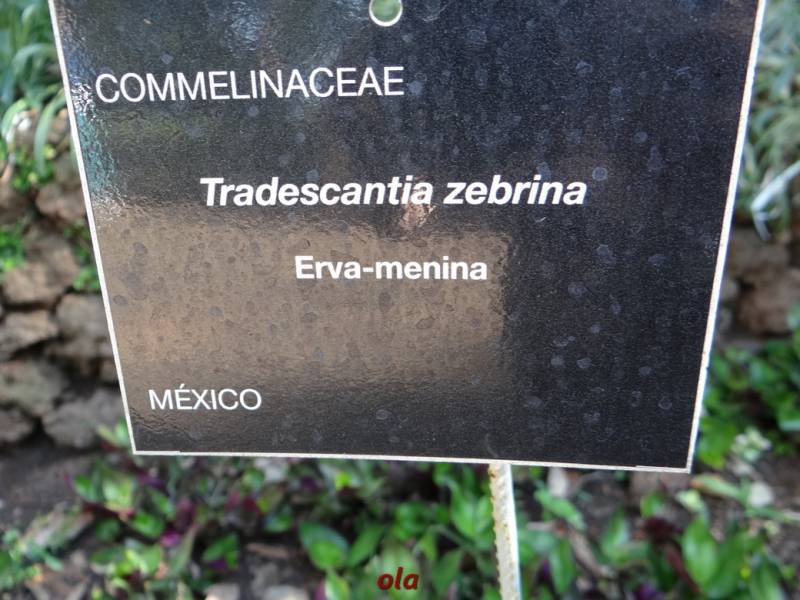 COMMELINACEAE
Tradescantia zebrina
Erva-menina
MÉXICO
ola